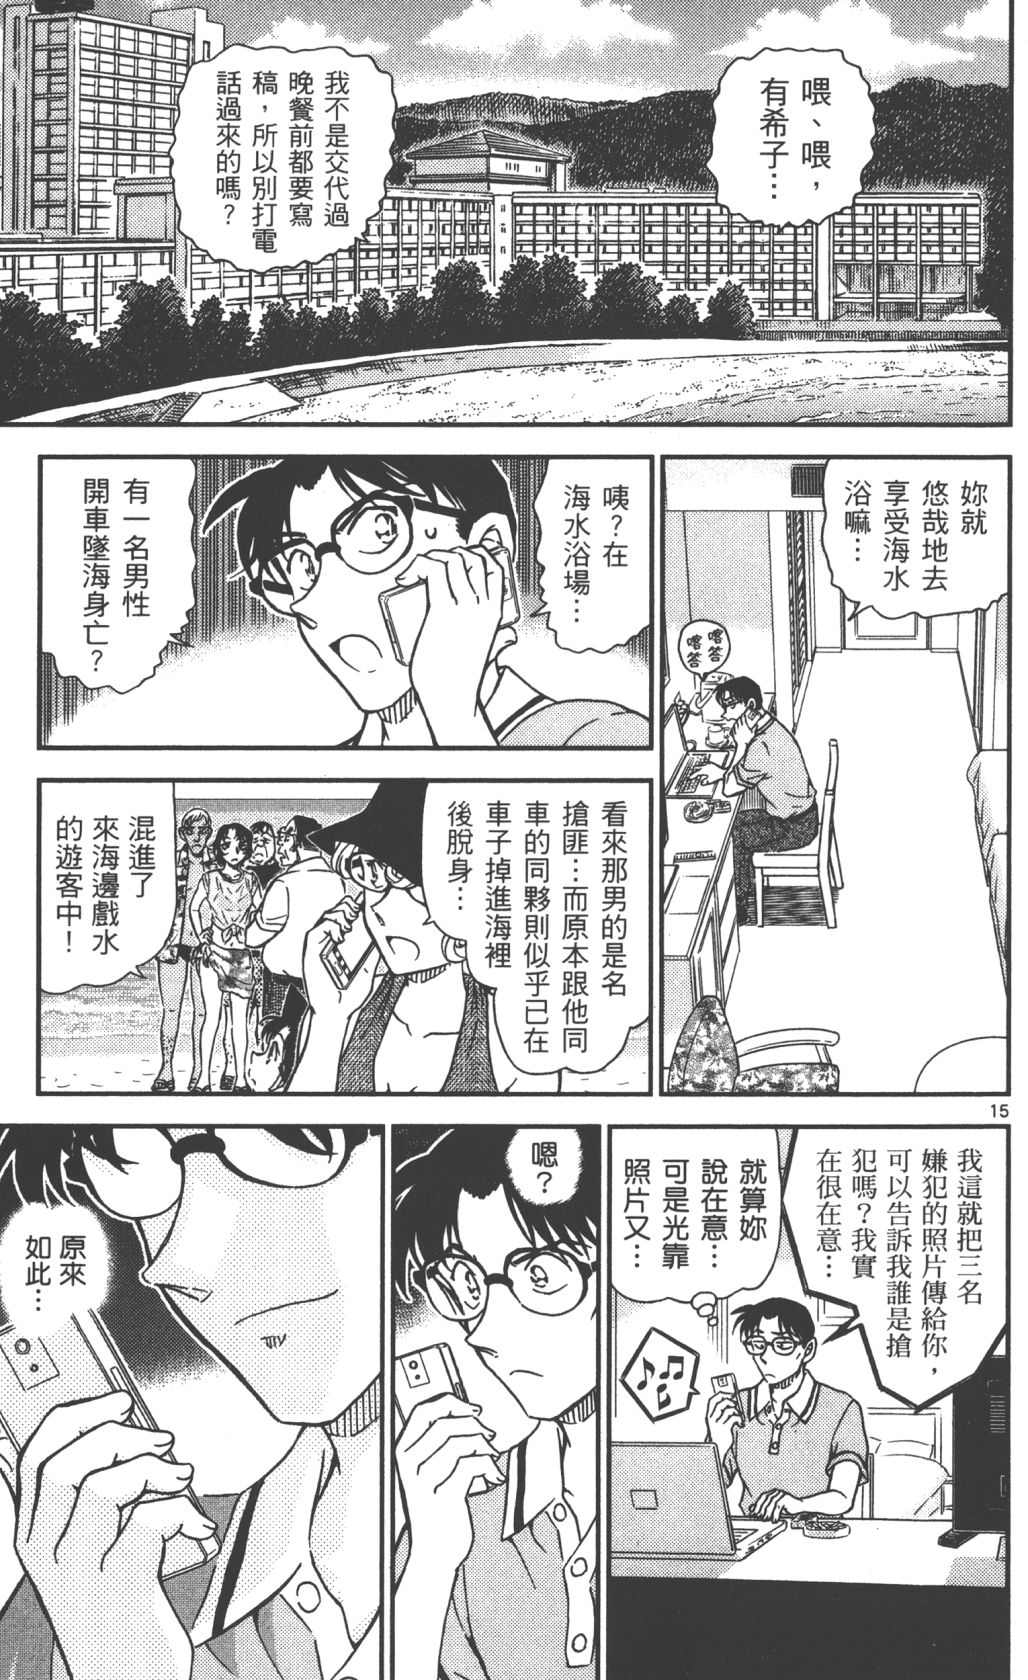 喂、喂，
有希子…
我不是交代過
晚餐前都要寫
稿，所以別打電
話過來的嗎？
妳就
悠哉地去
享受海水
浴嘛…
喀答
喀答
咦？在
海水浴場…
有一名男性
開車墜海身亡？
看來那男的是名
搶匪…而原本跟他同
車的同夥則似乎已在
車子掉進海裡
後脫身…
混進了
來海邊戲水
的遊客中！
15
我這就把三名
嫌犯的照片傳給你，
可以告訴我誰是搶
犯嗎？我實
在很在意…
就算妳
說在意…
可是光靠
照片又…
嗯？
原來
如此…